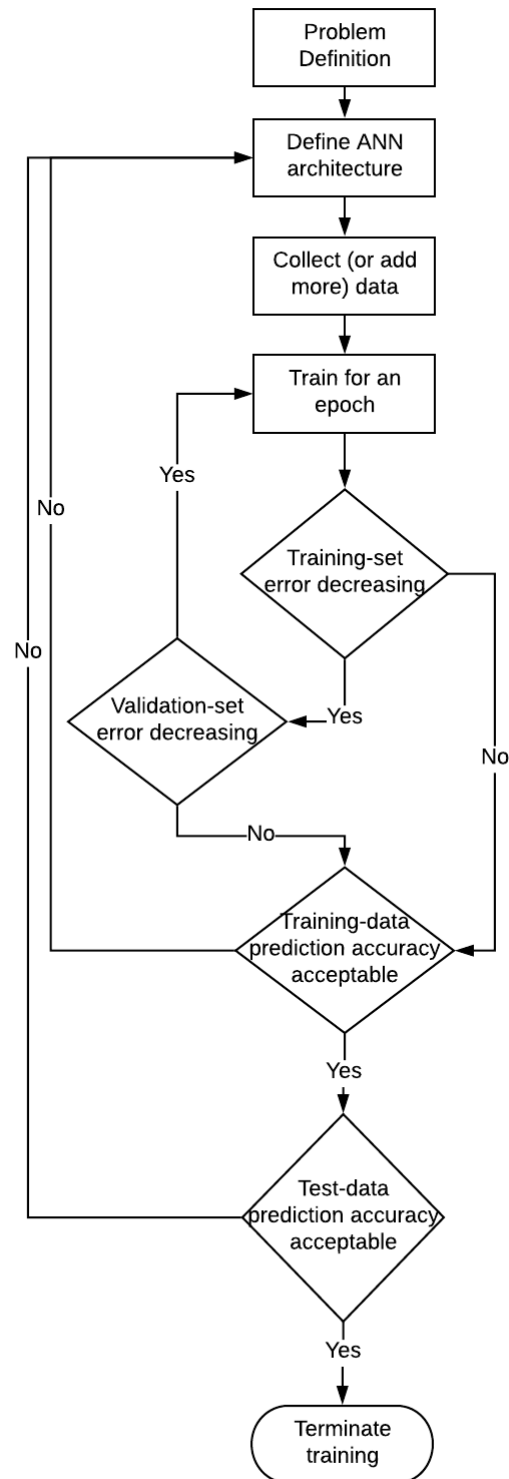 Problem
Definition
Define ANN
architecture
Collect (or add
more) data
Train for an
epoch
Yes
No
Training-set
error decreasing
No
Validation-set
error decreasing
Yes
No
No
Training-data
prediction accuracy
acceptable
Yes
Test-data
prediction accuracy
acceptable
Yes
Terminate
training